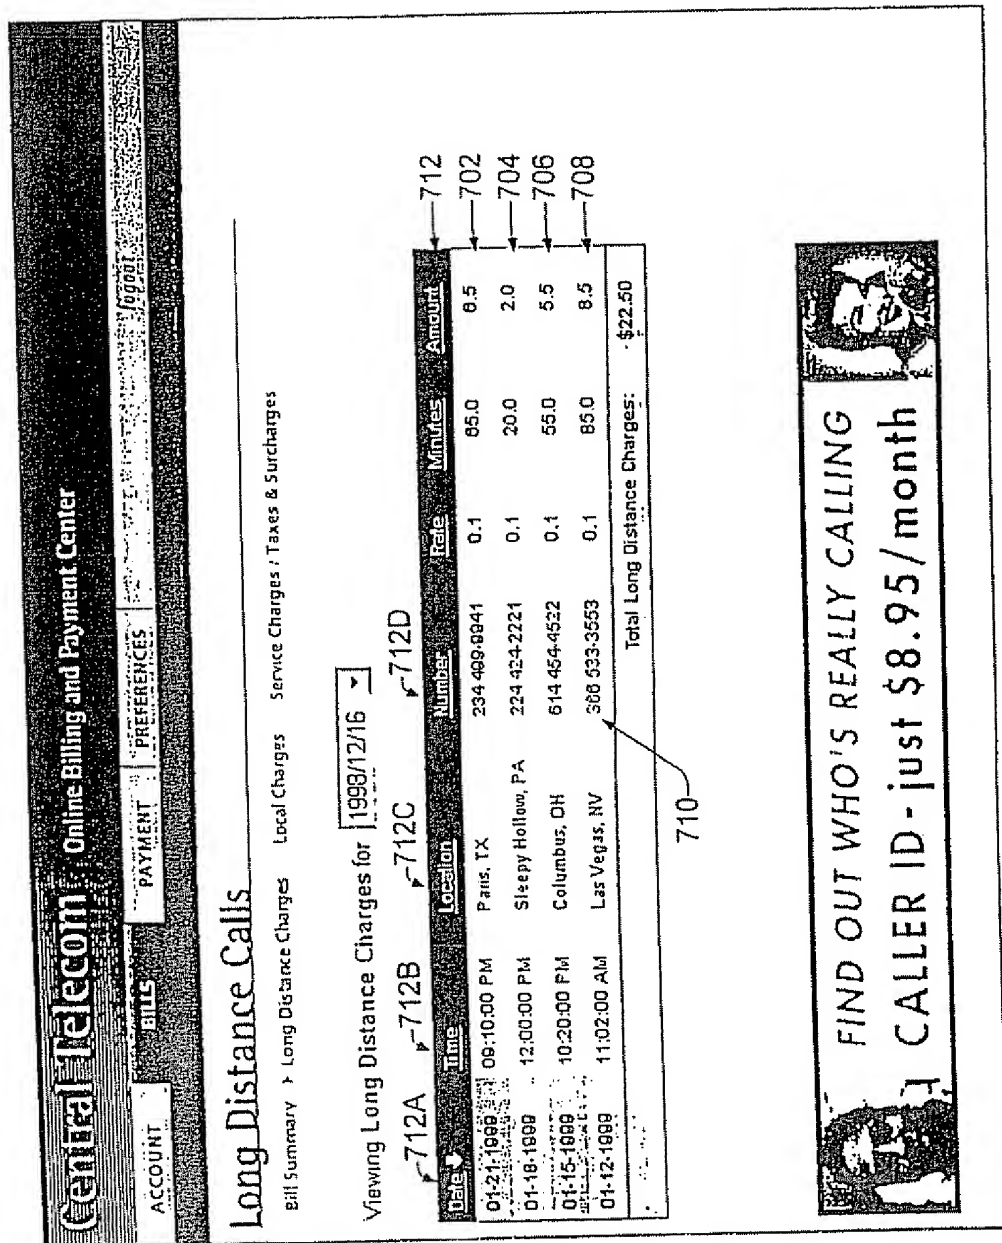 Central Telecom Online Billing and Payment Center
ACCOUNT BILLS PAYMENT PREFERENCES logout
Long Distance Calls
Bill Summary > Long Distance Charges Local Charges Service Charges / Taxes & Surcharges
Viewing Long Distance Charges for 1998/12/16
712A 712B 712C 712D
Date Time Location Number Rate Minutes Amount 712
01-21-1999 09:10:00 PM Paris, TX 234 499-9941 0.1 65.0 6.5 702
01-18-1999 12:00:00 PM Sleepy Hollow, PA 224 424-2221 0.1 20.0 2.0 704
01-15-1999 10:20:00 PM Columbus, OH 614 454-4522 0.1 55.0 5.5 706
01-12-1999 11:02:00 AM Las Vegas, NV 366 533-3553 0.1 85.0 8.5 708
Total Long Distance Charges: $22.50
710
FIND OUT WHO'S REALLY CALLING
CALLER ID - just $8.95/month